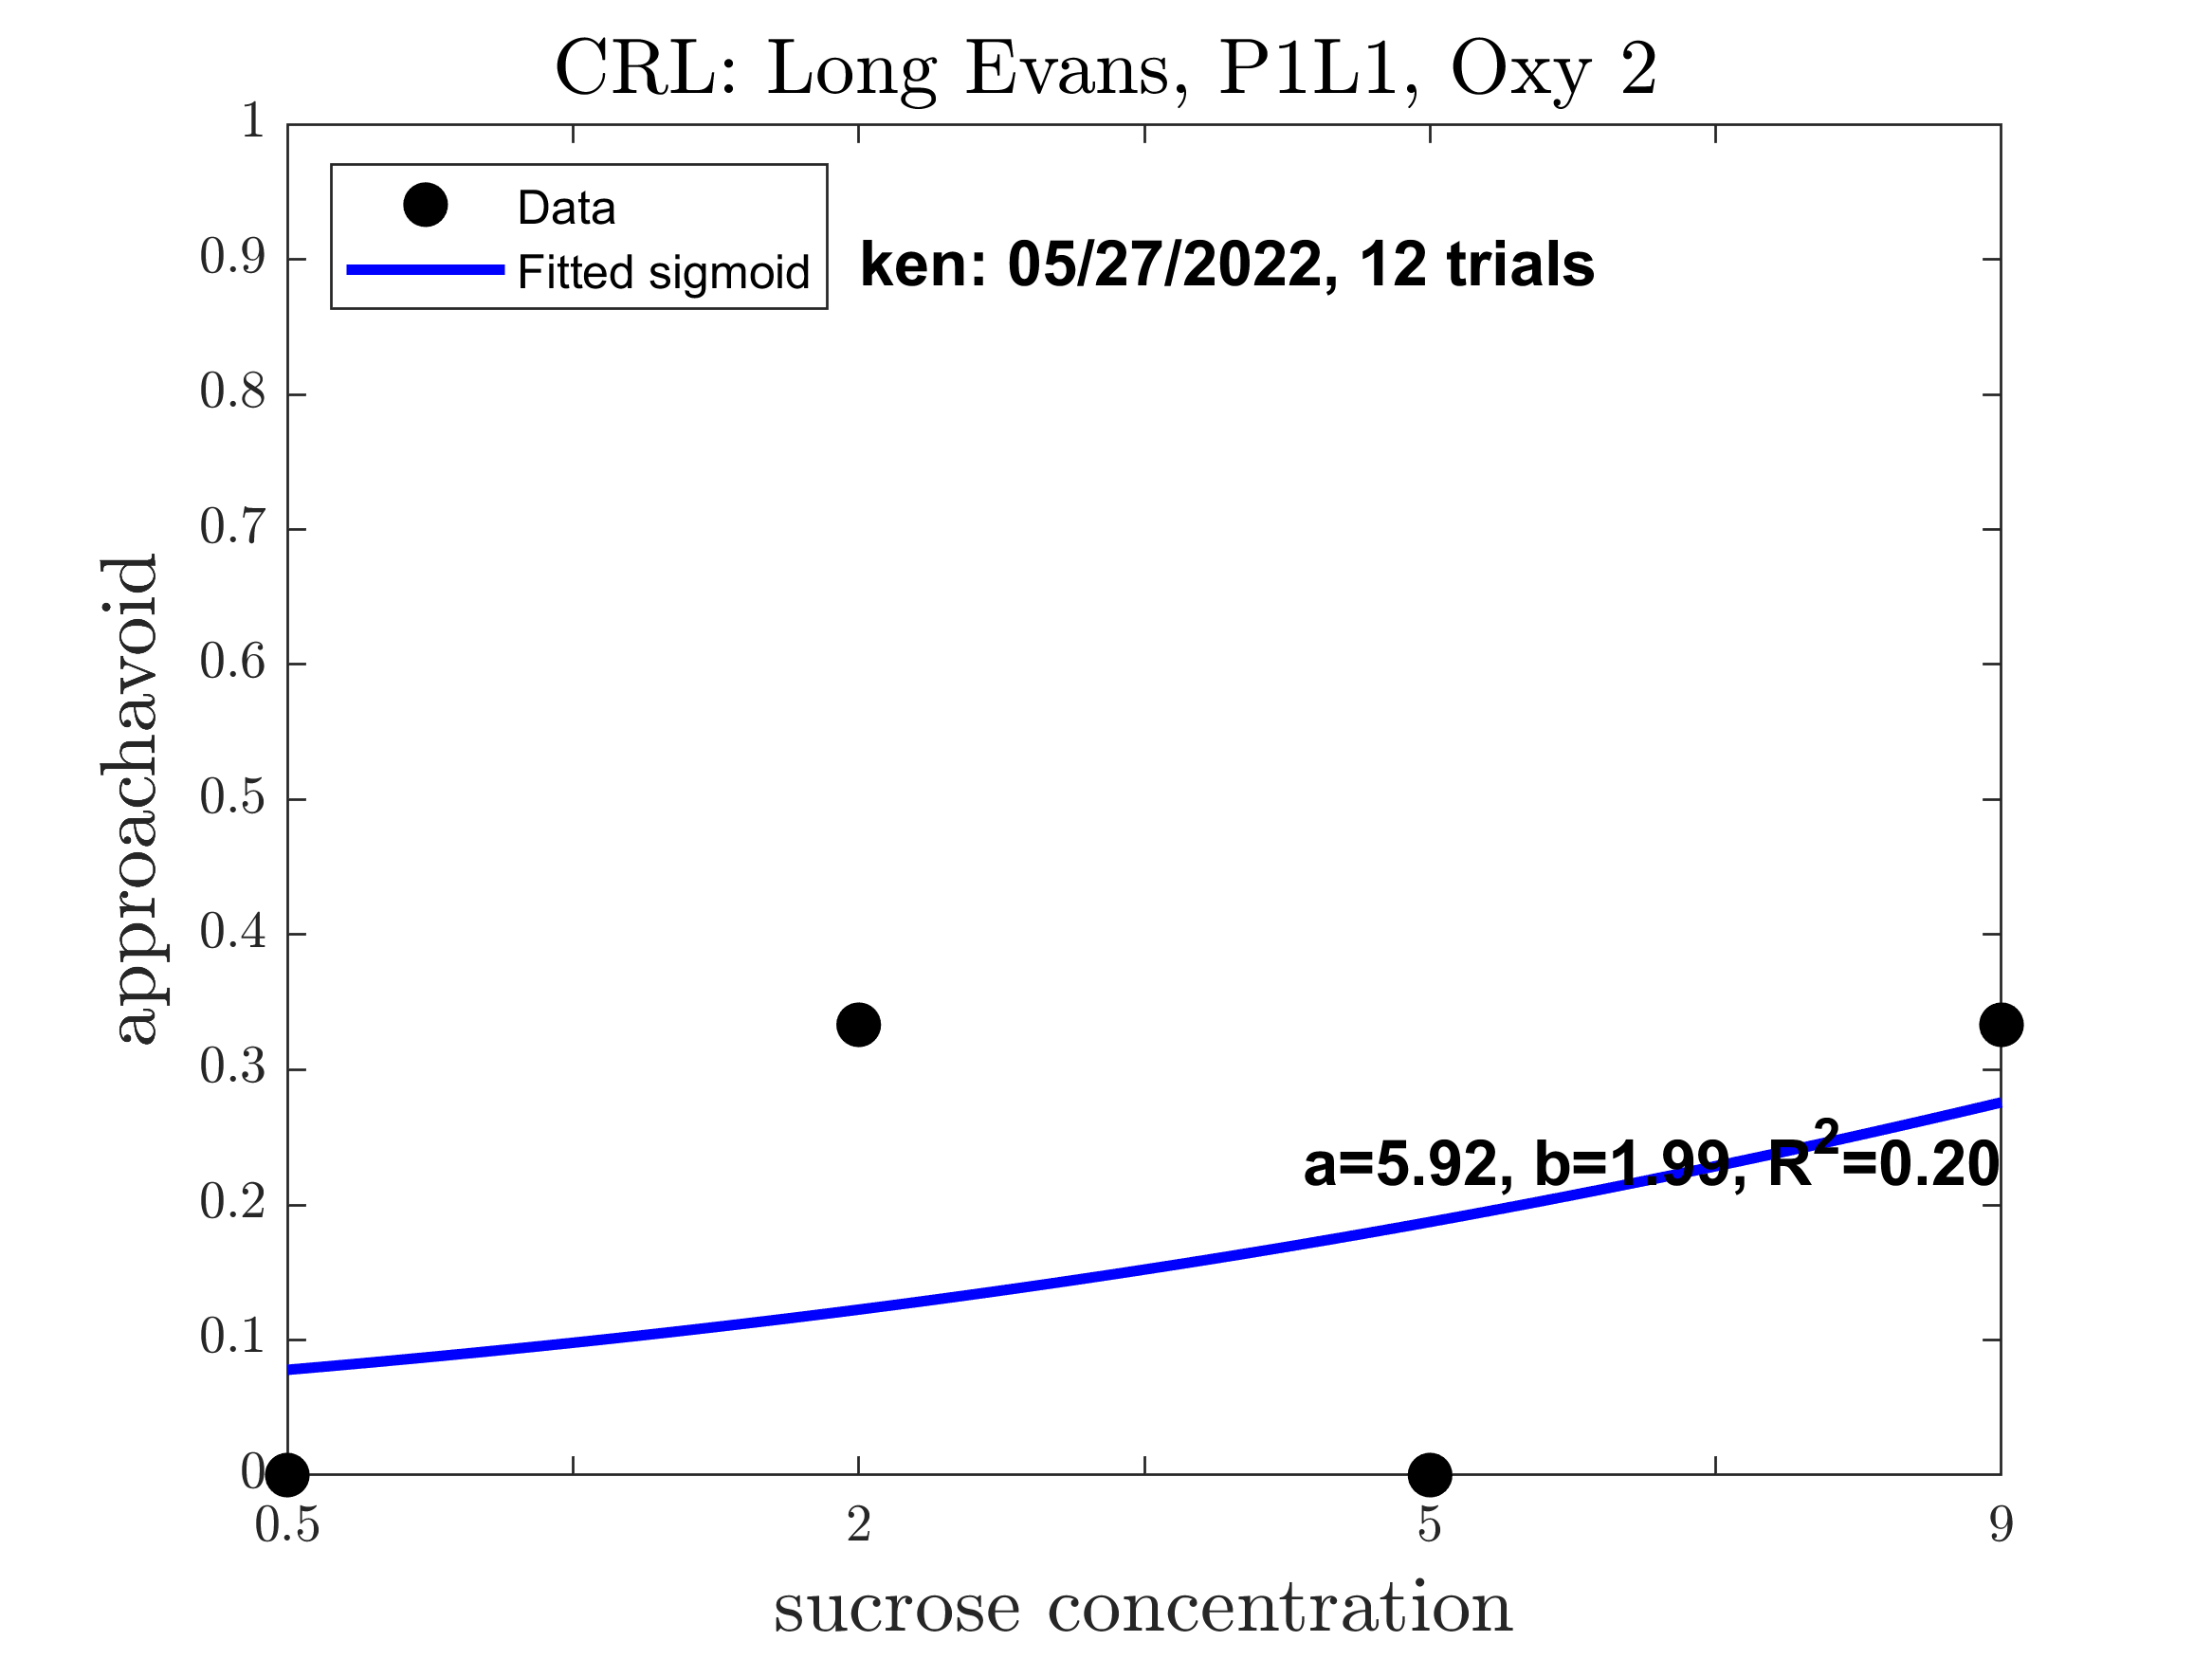 CRL: Long Evans, P1L1, Oxy 2
1
Data
Fitted sigmoid
ken: 05/27/2022, 12 trials
0.9
0.8
0.7
0.6
0.5
0.4
0.3
0.2
0.1
0
approachavoid
a=5.92, b=1.99, R²=0.20
0.5 2 5 9
sucrose concentration